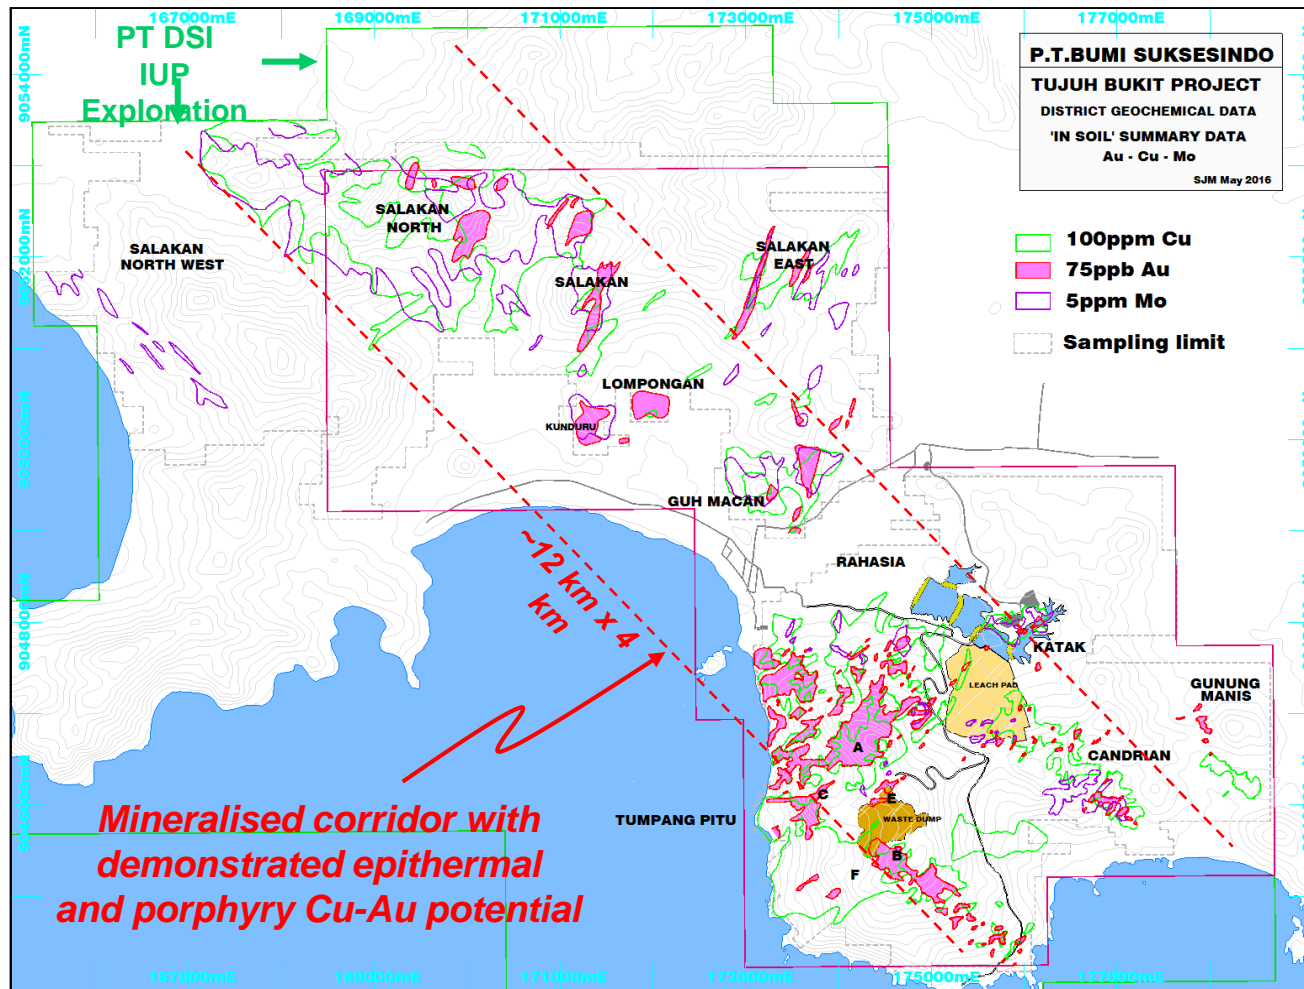 167000mE
169000mE
171000mE
173000mE
175000mE
177000mE
PT DSI
IUP
Exploration
9054000mN
P.T.BUMI SUKSESINDO
TUJUH BUKIT PROJECT
DISTRICT GEOCHEMICAL DATA
'IN SOIL' SUMMARY DATA
Au - Cu - Mo
SJM May 2016
100ppm Cu
75ppb Au
5ppm Mo
Sampling limit
SALAKAN
NORTH
SALAKAN
NORTH WEST
SALAKAN
EAST
SALAKAN
9052000mN
LOMPONGAN
KUNDURU
9050000mN
GUH MACAN
RAHASIA
~12 km x 4
km
9048000mN
KATAK
LEACH PAD
GUNUNG
MANIS
A
CANDRIAN
C
E
9046000mN
TUMPANG PITU
WASTE DUMP
B
F
Mineralised corridor with
demonstrated epithermal
and porphyry Cu-Au potential
167000mE
169000mE
171000mE
173000mE
175000mE
177000mE